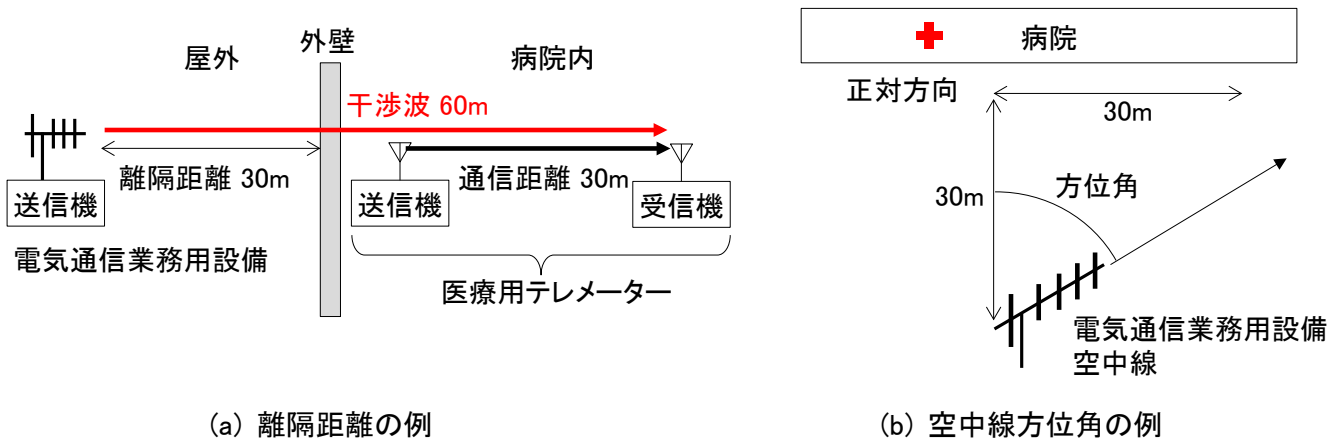 屋外
外壁
病院内
干渉波 60m
離隔距離 30m
通信距離 30m
送信機
送信機
受信機
電気通信業務用設備
医療用テレメーター
(a) 離隔距離の例
病院
正対方向
30m
30m
方位角
電気通信業務用設備
空中線
(b) 空中線方位角の例